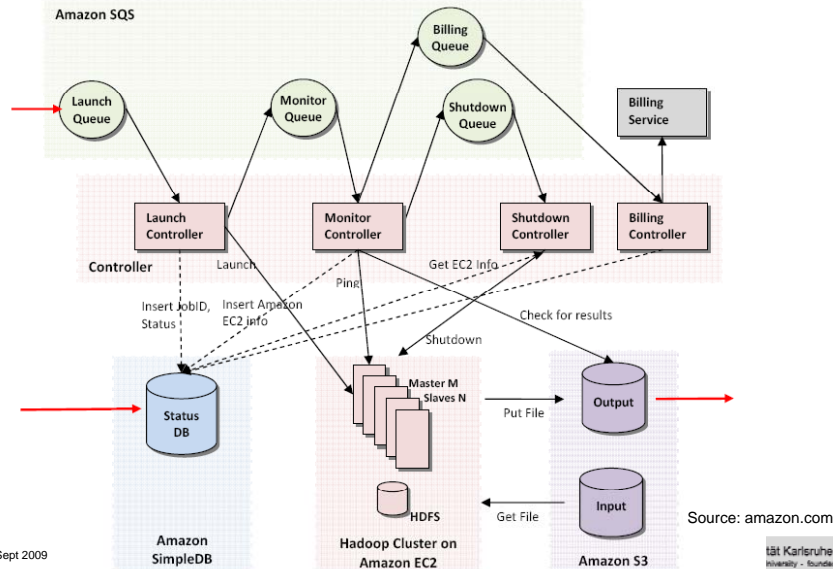 Amazon SQS
Billing
Queue
Launch
Queue
Monitor
Queue
Shutdown
Queue
Billing
Service
Launch
Controller
Monitor
Controller
Shutdown
Controller
Billing
Controller
Controller
Launch
Get EC2 Info
Ping
Insert JobID,
Status
Insert Amazon
EC2 info
Check for results
Shutdown
Master M
Slaves N
Status
DB
Put File
Output
HDFS
Get File
Input
Source: amazon.com
Amazon
SimpleDB
Hadoop Cluster on
Amazon EC2
Amazon S3
Sept 2009
tät Karlsruhe
niversity - founde